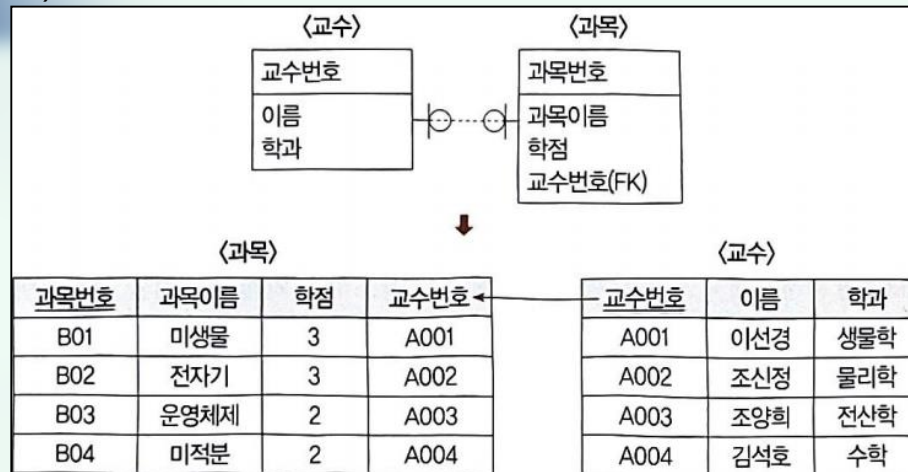 〈교수〉
교수번호
이름
학과
〈과목〉
과목번호
과목이름
학점
교수번호(FK)
〈과목〉
과목번호 과목이름 학점 교수번호
B01 미생물 3 A001
B02 전자기 3 A002
B03 운영체제 2 A003
B04 미적분 2 A004
〈교수〉
교수번호 이름 학과
A001 이선경 생물학
A002 조신정 물리학
A003 조양희 전산학
A004 김석호 수학